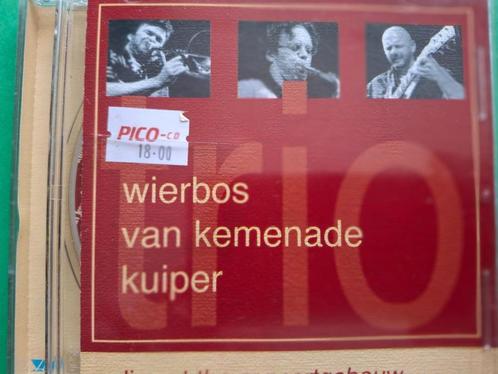 trio
PICO-CD
18.00
wierbos
van kemenade
kuiper